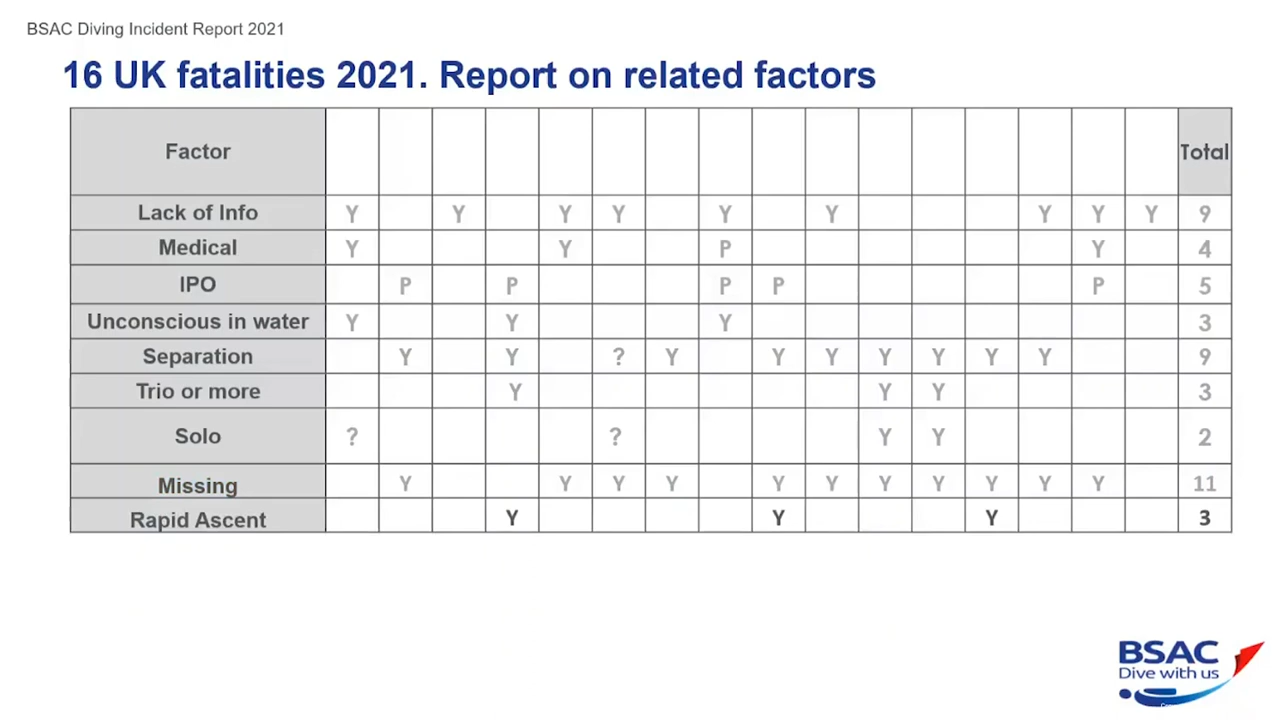 BSAC Diving Incident Report 2021
16 UK fatalities 2021. Report on related factors
Factor Total
Lack of Info Y Y Y Y Y Y Y Y Y 9
Medical Y Y P Y 4
IPO P P P P P 5
Unconscious in water Y Y Y 3
Separation Y Y ? Y Y Y Y Y Y Y 9
Trio or more Y Y Y 3
Solo ? ? Y Y 2
Missing Y Y Y Y Y Y Y Y Y Y Y 11
Rapid Ascent Y Y Y 3
BSAC
Dive with us